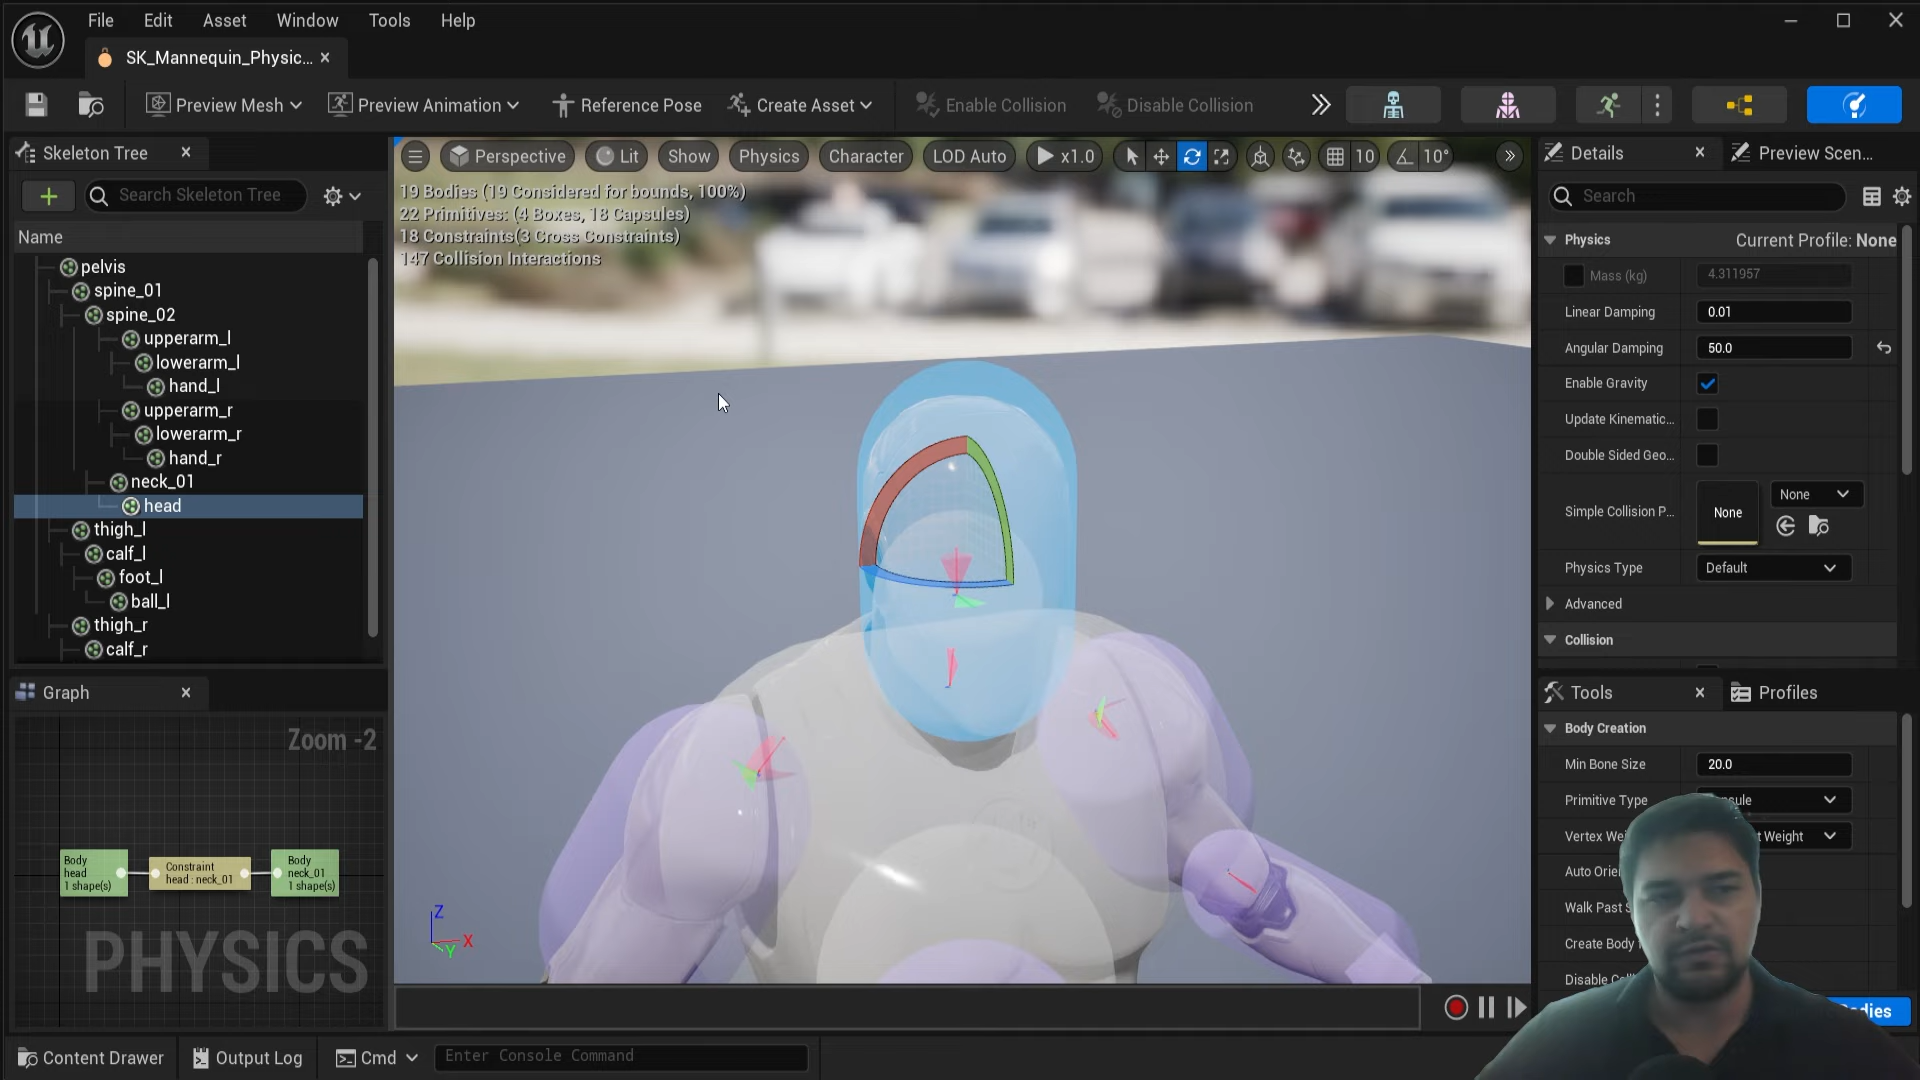 File Edit Asset Window Tools Help
SK_Mannequin_Physic...
Preview Mesh Preview Animation Reference Pose Create Asset Enable Collision Disable Collision
Skeleton Tree
Search Skeleton Tree
Name
pelvis
spine_01
spine_02
upperarm_l
lowerarm_l
hand_l
upperarm_r
lowerarm_r
hand_r
neck_01
head
thigh_l
calf_l
foot_l
ball_l
thigh_r
calf_r
Graph
Zoom -2
Body
head
1 shape(s)
Constraint
head : neck_01
Body
neck_01
1 shape(s)
PHYSICS
Perspective Lit Show Physics Character LOD Auto x1.0 10 10°
19 Bodies (19 Considered for bounds, 100%)
22 Primitives: (4 Boxes, 18 Capsules)
18 Constraints(3 Cross Constraints)
147 Collision Interactions
Z
X
Y
Details Preview Scen...
Search
Physics Current Profile: None
Mass (kg) 4.311957
Linear Damping 0.01
Angular Damping 50.0
Enable Gravity
Update Kinematic...
Double Sided Geo...
Simple Collision P... None None
Physics Type Default
Advanced
Collision
Tools Profiles
Body Creation
Min Bone Size 20.0
Primitive Type
Weight
Walk Past
Create Body
Content Drawer Output Log Cmd Enter Console Command